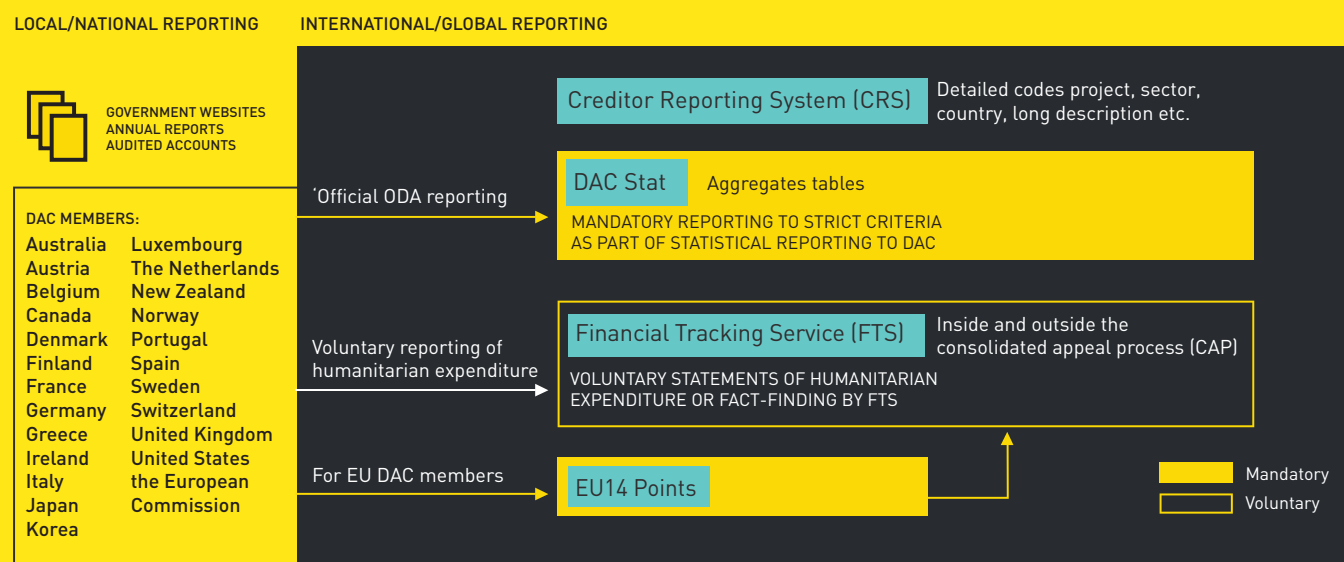 LOCAL/NATIONAL REPORTING
INTERNATIONAL/GLOBAL REPORTING
GOVERNMENT WEBSITES
ANNUAL REPORTS
AUDITED ACCOUNTS
DAC MEMBERS:
Australia
Austria
Belgium
Canada
Denmark
Finland
France
Germany
Greece
Ireland
Italy
Japan
Korea
Luxembourg
The Netherlands
New Zealand
Norway
Portugal
Spain
Sweden
Switzerland
United Kingdom
United States
the European
Commission
‘Official ODA reporting
Voluntary reporting of
humanitarian expenditure
For EU DAC members
Creditor Reporting System (CRS)
Detailed codes project, sector,
country, long description etc.
DAC Stat
Aggregates tables
MANDATORY REPORTING TO STRICT CRITERIA
AS PART OF STATISTICAL REPORTING TO DAC
Financial Tracking Service (FTS)
Inside and outside the
consolidated appeal process (CAP)
VOLUNTARY STATEMENTS OF HUMANITARIAN
EXPENDITURE OR FACT-FINDING BY FTS
EU14 Points
Mandatory
Voluntary